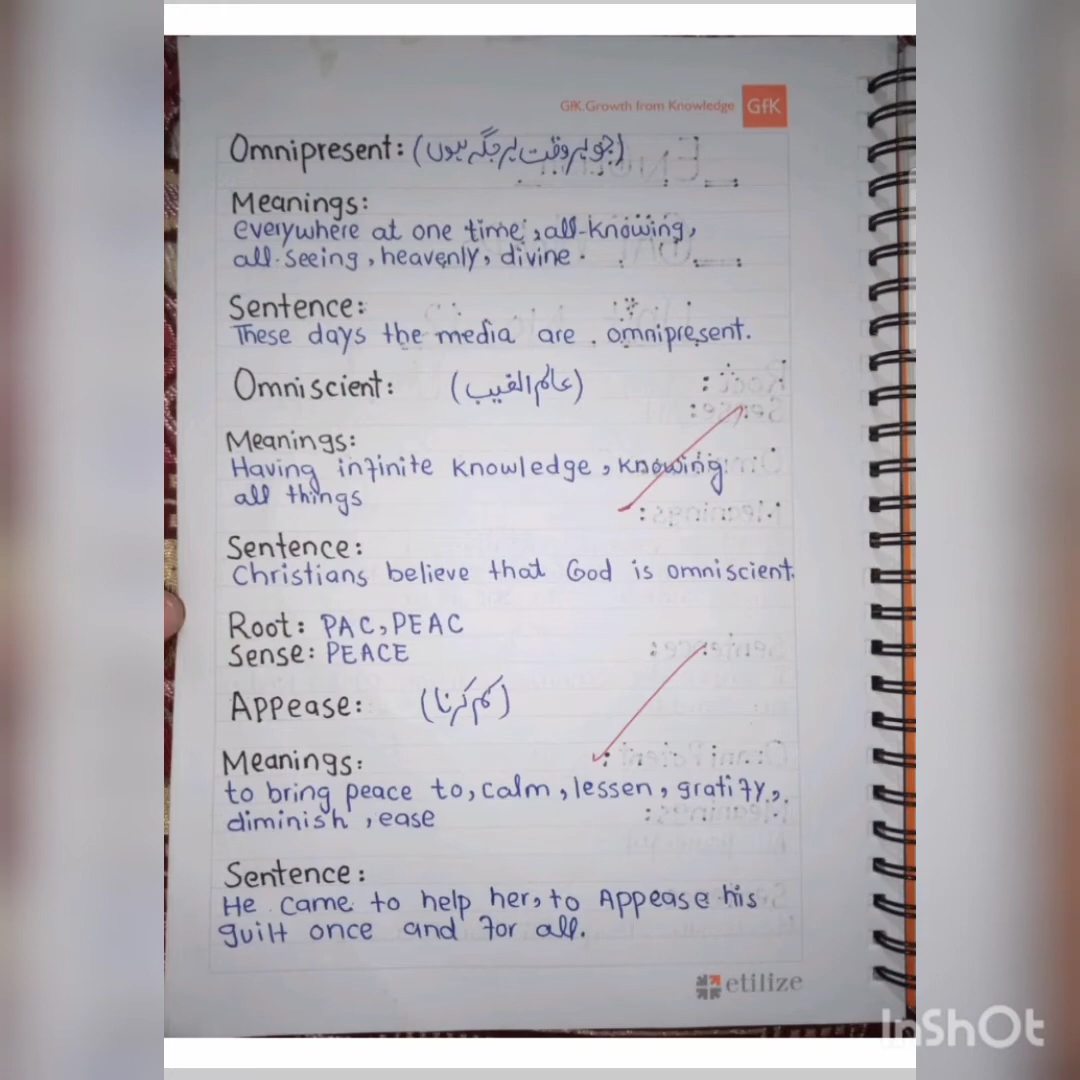 GfK. Growth from Knowledge GfK
Omnipresent: (جو ہر وقت ہر جگہ ہوں)
Meanings:
everywhere at one time, all-knowing,
all-seeing, heavenly, divine.
Sentence:
These days the media are omnipresent.
Omniscient: (عالم الغیب)
Meanings:
Having infinite knowledge, knowing
all things
Sentence:
Christians believe that God is omniscient.
Root: PAC, PEAC
Sense: PEACE
Appease: (کم کرنا)
Meanings:
to bring peace to, calm, lessen, gratify,
diminish, ease
Sentence:
He came to help her, to Appease his
guilt once and for all.
etilize
InShOt